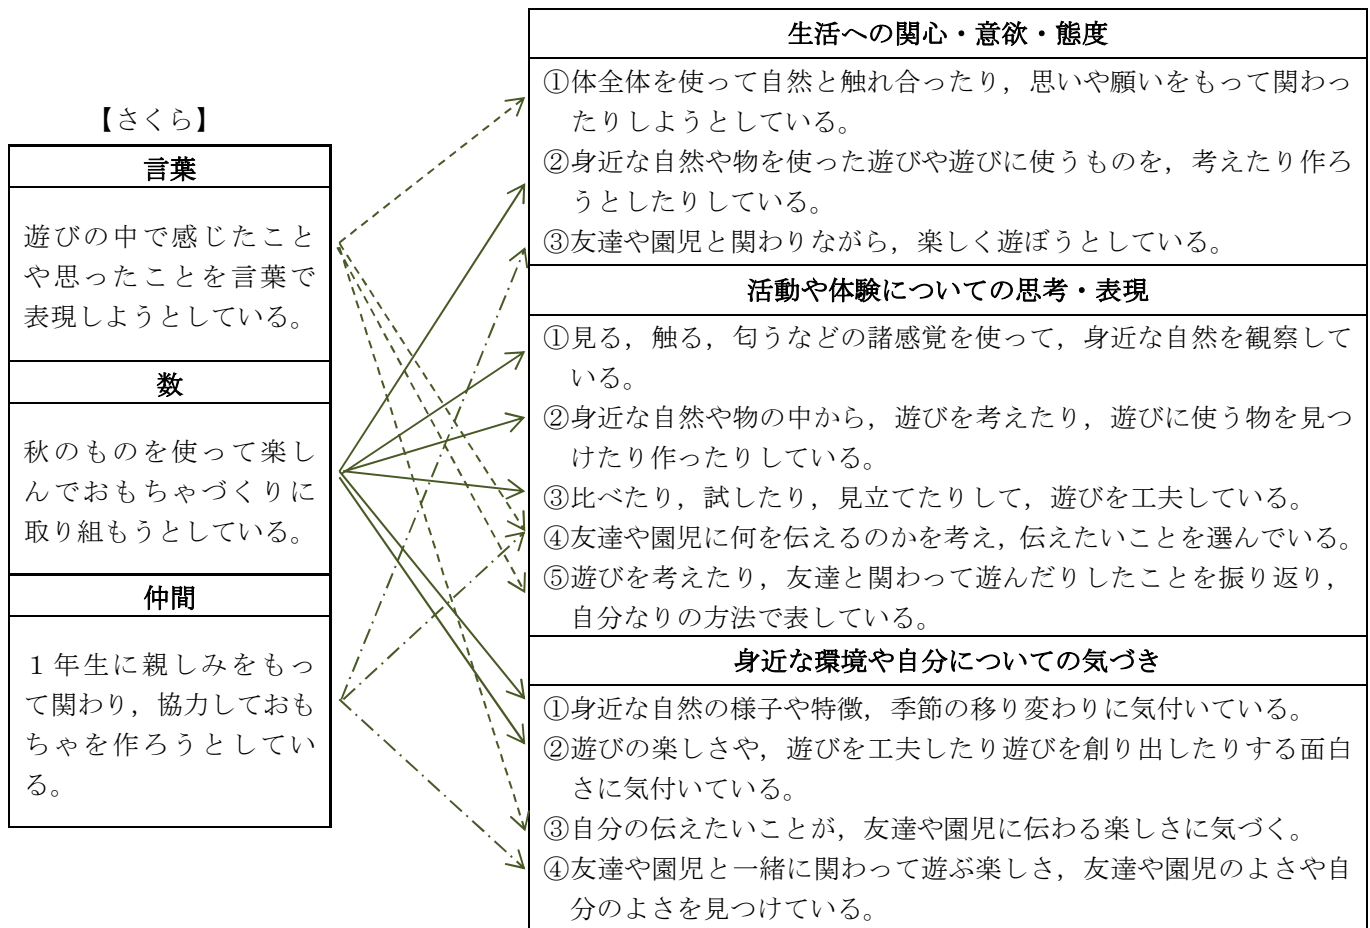 【さくら】
言葉
遊びの中で感じたこと
や思ったことを言葉で
表現しようとしている。
数
秋のものを使って楽し
んでおもちゃづくりに
取り組もうとしている。
仲間
１年生に親しみをもっ
て関わり，協力しておも
ちゃを作ろうとしてい
る。
生活への関心・意欲・態度
①体全体を使って自然と触れ合ったり，思いや願いをもって関わっ
たりしようとしている。
②身近な自然や物を使った遊びや遊びに使うものを，考えたり作ろ
うとしたりしている。
③友達や園児と関わりながら，楽しく遊ぼうとしている。
活動や体験についての思考・表現
①見る，触る，匂うなどの諸感覚を使って，身近な自然を観察して
いる。
②身近な自然や物の中から，遊びを考えたり，遊びに使う物を見つ
けたり作ったりしている。
③比べたり，試したり，見立てたりして，遊びを工夫している。
④友達や園児に何を伝えるのかを考え，伝えたいことを選んでいる。
⑤遊びを考えたり，友達と関わって遊んだりしたことを振り返り，
自分なりの方法で表している。
身近な環境や自分についての気づき
①身近な自然の様子や特徴，季節の移り変わりに気付いている。
②遊びの楽しさや，遊びを工夫したり遊びを創り出したりする面白
さに気付いている。
③自分の伝えたいことが，友達や園児に伝わる楽しさに気づく。
④友達や園児と一緒に関わって遊ぶ楽しさ，友達や園児のよさや自
分のよさを見つけている。